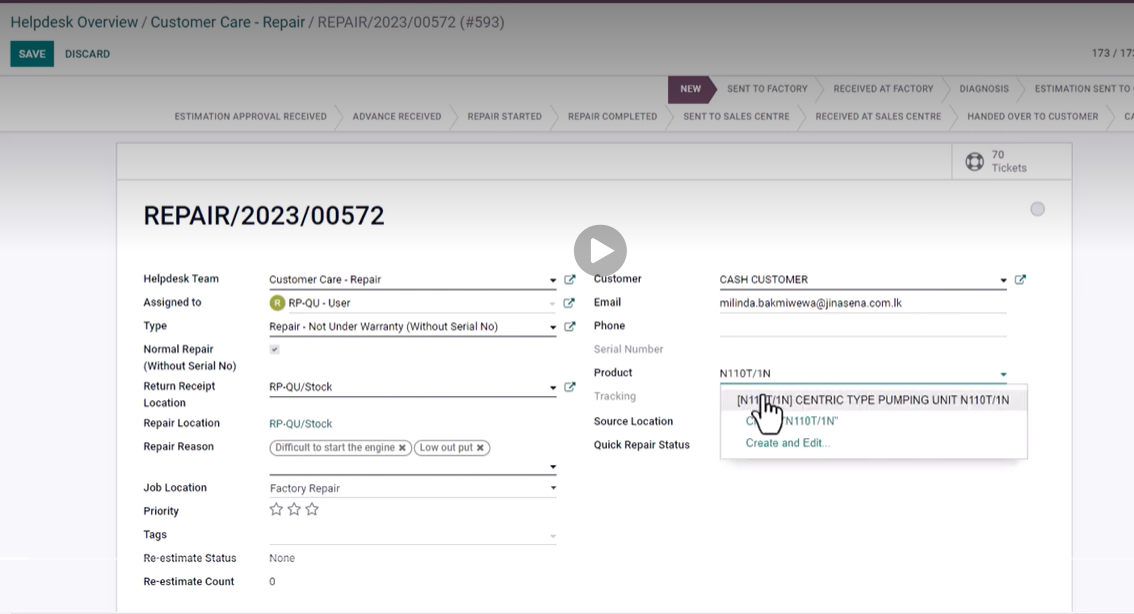 Helpdesk Overview / Customer Care - Repair / REPAIR/2023/00572 (#593)
SAVE DISCARD
173 / 173
NEW SENT TO FACTORY RECEIVED AT FACTORY DIAGNOSIS ESTIMATION SENT TO
ESTIMATION APPROVAL RECEIVED ADVANCE RECEIVED REPAIR STARTED REPAIR COMPLETED SENT TO SALES CENTRE RECEIVED AT SALES CENTRE HANDED OVER TO CUSTOMER
70
Tickets
REPAIR/2023/00572
Helpdesk Team Customer Care - Repair
Assigned to R RP-QU - User
Type Repair - Not Under Warranty (Without Serial No)
Normal Repair
(Without Serial No)
Return Receipt
Location RP-QU/Stock
Repair Location RP-QU/Stock
Repair Reason Difficult to start the engine × Low out put ×
Job Location Factory Repair
Priority
Tags
Re-estimate Status None
Re-estimate Count 0
Customer CASH CUSTOMER
Email milinda.bakmiwewa@jinasena.com.lk
Phone
Serial Number
Product N110T/1N
Tracking
[N110T/1N] CENTRIC TYPE PUMPING UNIT N110T/1N
Source Location
"N110T/1N"
Quick Repair Status
Create and Edit...